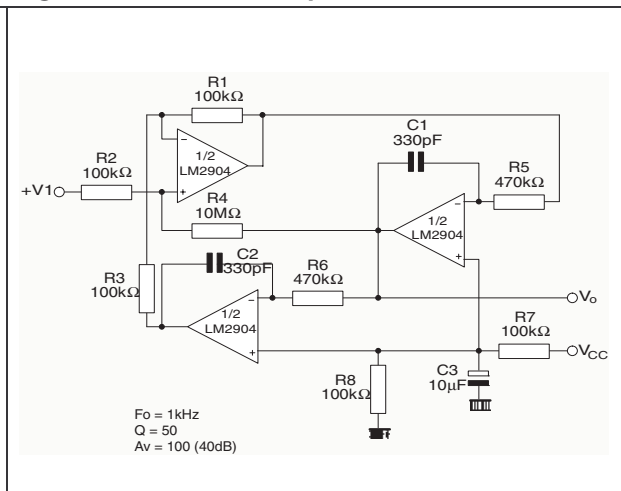 R1
100kΩ
C1
330pF
R2
100kΩ
1/2
LM2904
R5
470kΩ
+V1
R4
10MΩ
1/2
LM2904
C2
330pF
R6
470kΩ
R3
100kΩ
1/2
LM2904
Vo
R7
100kΩ
VCC
R8
100kΩ
C3
10μF
Fo = 1kHz
Q = 50
Av = 100 (40dB)